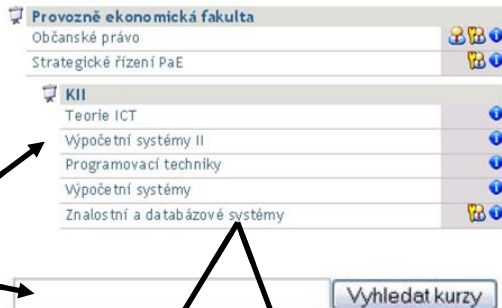 Provozně ekonomická fakulta
Občanské právo
Strategické řízení PaE
KII
Teorie ICT
Výpočetní systémy II
Programovací techniky
Výpočetní systémy
Znalostní a databázové systémy
Vyhledat kurzy